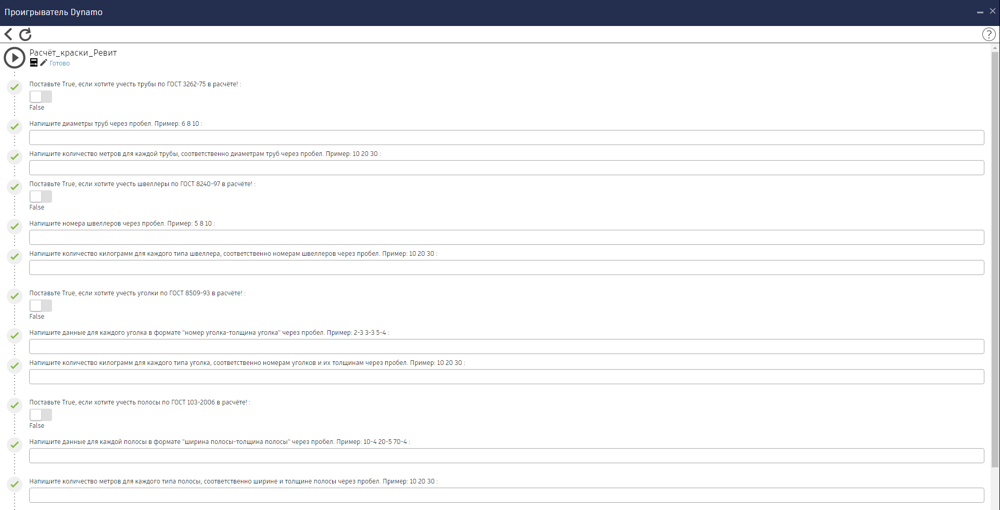 Проигрыватель Dynamo
Расчёт_краски_Ревит
Готово
Поставьте True, если хотите учесть трубы по ГОСТ 3262-75 в расчёте! :
False
Напишите диаметры труб через пробел. Пример: 6 8 10 :
Напишите количество метров для каждой трубы, соответственно диаметрам труб через пробел. Пример: 10 20 30 :
Поставьте True, если хотите учесть швеллеры по ГОСТ 8240-97 в расчёте! :
False
Напишите номера швеллеров через пробел. Пример: 5 8 10 :
Напишите количество килограмм для каждого типа швеллера, соответственно номерам швеллеров через пробел. Пример: 10 20 30 :
Поставьте True, если хотите учесть уголки по ГОСТ 8509-93 в расчёте! :
False
Напишите данные для каждого уголка в формате "номер уголка-толщина уголка" через пробел. Пример: 2-3 3-3 5-4 :
Напишите количество килограмм для каждого типа уголка, соответственно номерам уголков и их толщинам через пробел. Пример: 10 20 30 :
Поставьте True, если хотите учесть полосы по ГОСТ 103-2006 в расчёте! :
False
Напишите данные для каждой полосы в формате "ширина полосы-толщина полосы" через пробел. Пример: 10-4 20-5 70-4 :
Напишите количество метров для каждого типа полосы, соответственно ширине и толщине полосы через пробел. Пример: 10 20 30 :